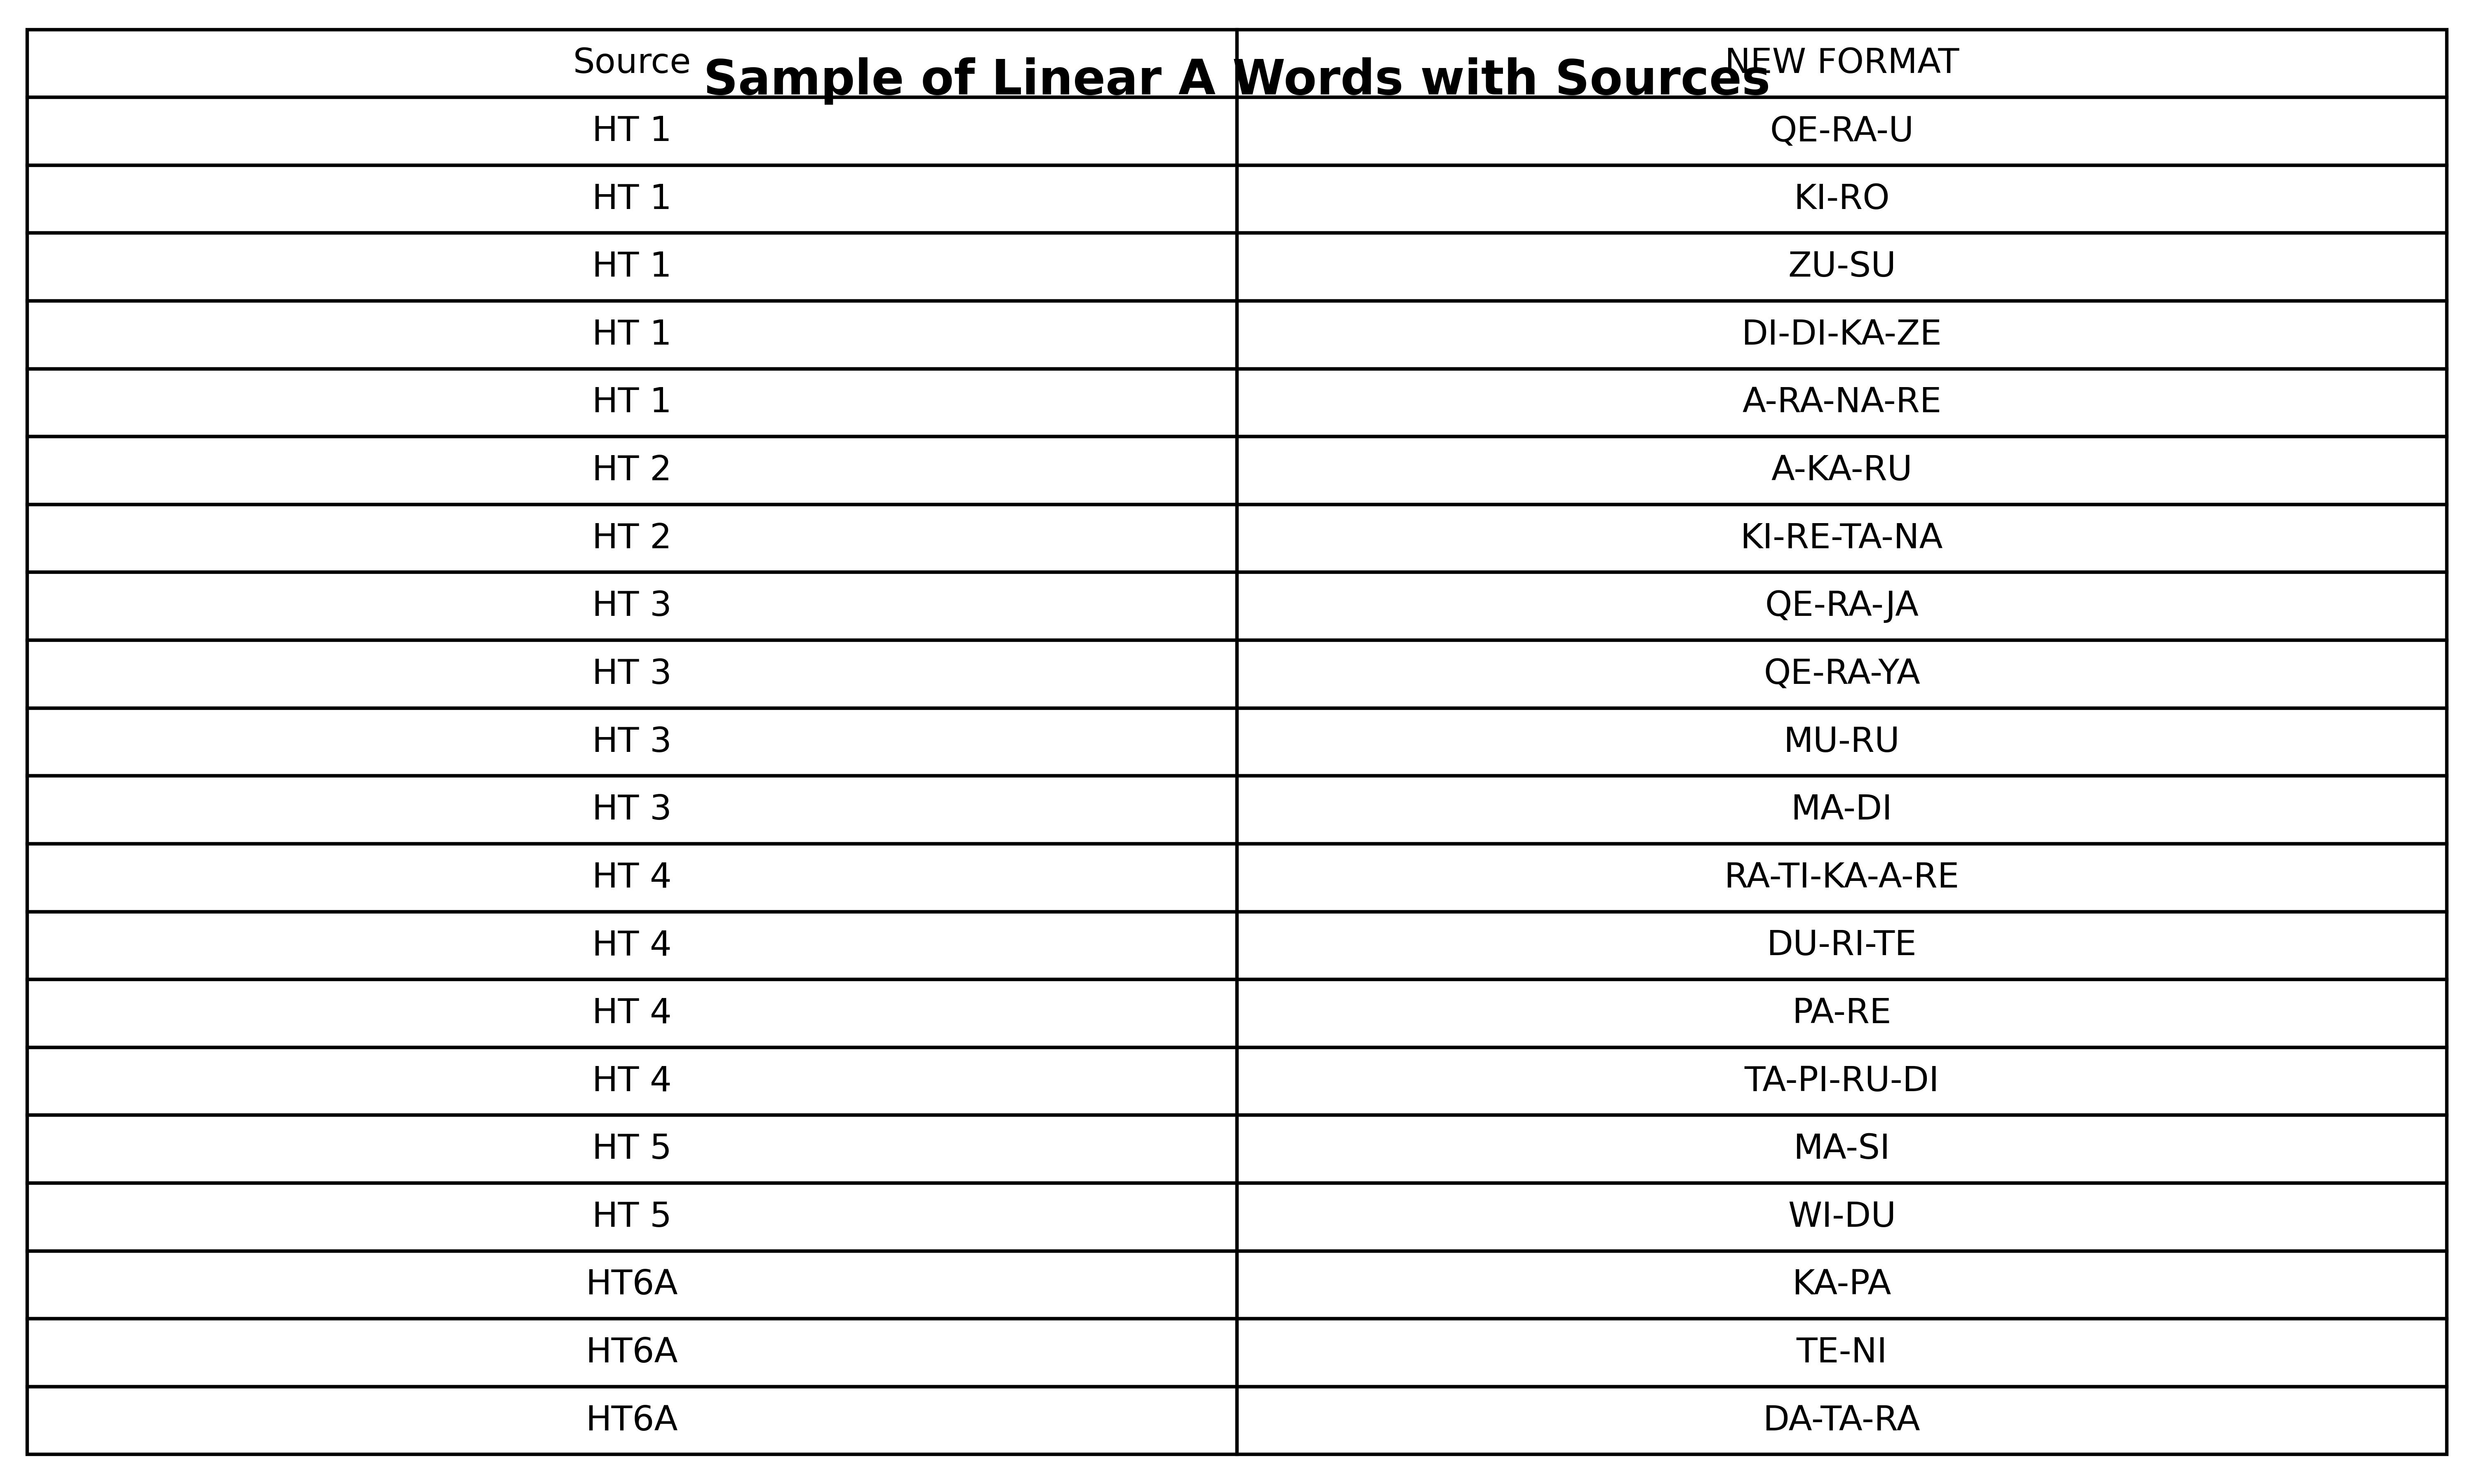 Sample of Linear A Words with Sources
Source NEW FORMAT
HT 1 QE-RA-U
HT 1 KI-RO
HT 1 ZU-SU
HT 1 DI-DI-KA-ZE
HT 1 A-RA-NA-RE
HT 2 A-KA-RU
HT 2 KI-RE-TA-NA
HT 3 QE-RA-JA
HT 3 QE-RA-YA
HT 3 MU-RU
HT 3 MA-DI
HT 4 RA-TI-KA-A-RE
HT 4 DU-RI-TE
HT 4 PA-RE
HT 4 TA-PI-RU-DI
HT 5 MA-SI
HT 5 WI-DU
HT6A KA-PA
HT6A TE-NI
HT6A DA-TA-RA